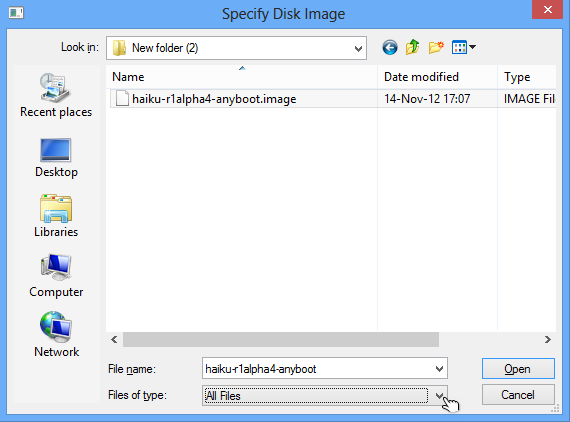 Specify Disk Image
Look in: New folder (2)
Name Date modified Type
haiku-r1alpha4-anyboot.image 14-Nov-12 17:07 IMAGE Fil
Recent places
Desktop
Libraries
Computer
Network
File name: haiku-r1alpha4-anyboot Open
Files of type: All Files Cancel